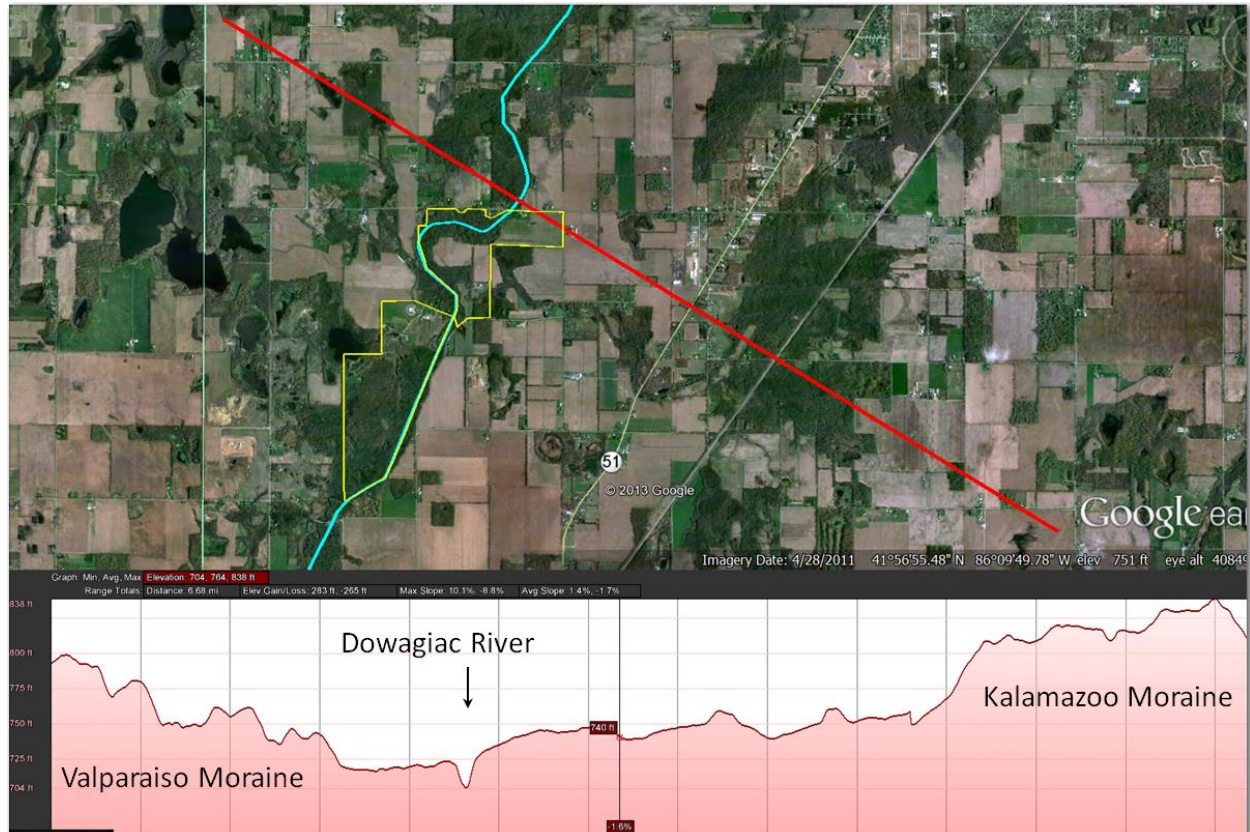 51
© 2013 Google
Google ea
Imagery Date: 4/28/2011 41°56'55.48" N 86°09'49.78" W elev 751 ft eye alt 40849
Graph: Min, Avg, Max Elevation: 704, 764, 838 ft
Range Totals: Distance: 6.68 mi Elev Gain/Loss: 283 ft, -265 ft Max Slope: 10.1%, -8.8% Avg Slope: 1.4%, -1.7%
838 ft
800 ft
775 ft
750 ft
725 ft
704 ft
Dowagiac River
740 ft
Kalamazoo Moraine
Valparaiso Moraine
-1.6%